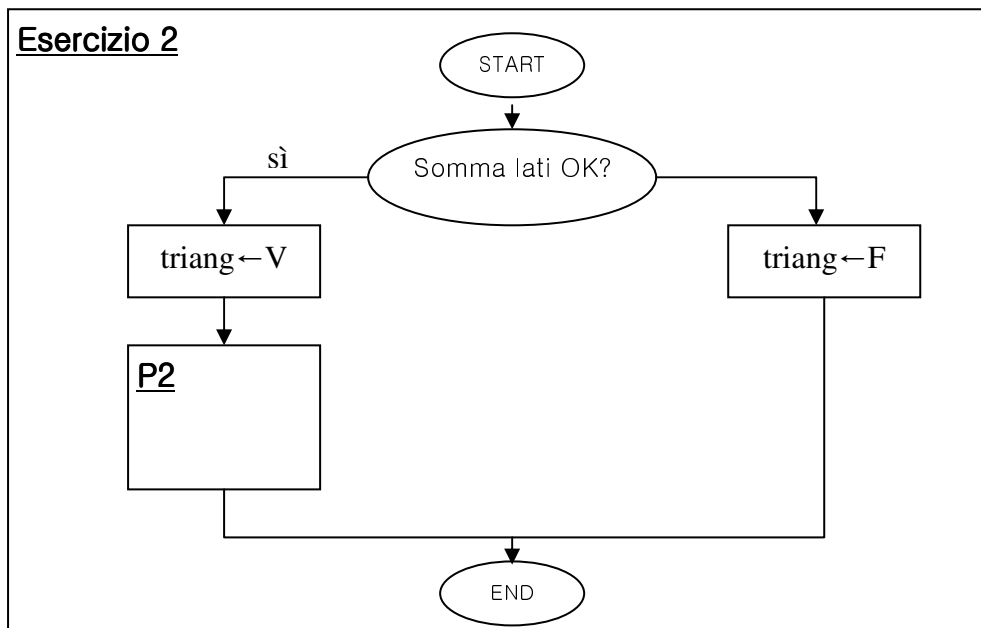 Esercizio 2
START
Somma lati OK?
sì
triang←V
triang←F
P2
END